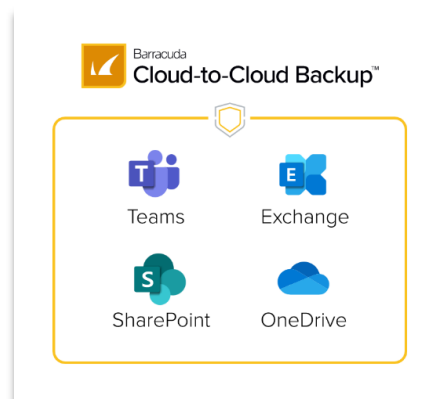 Barracuda
Cloud-to-Cloud Backup™
T
Teams
E
Exchange
S
SharePoint
OneDrive